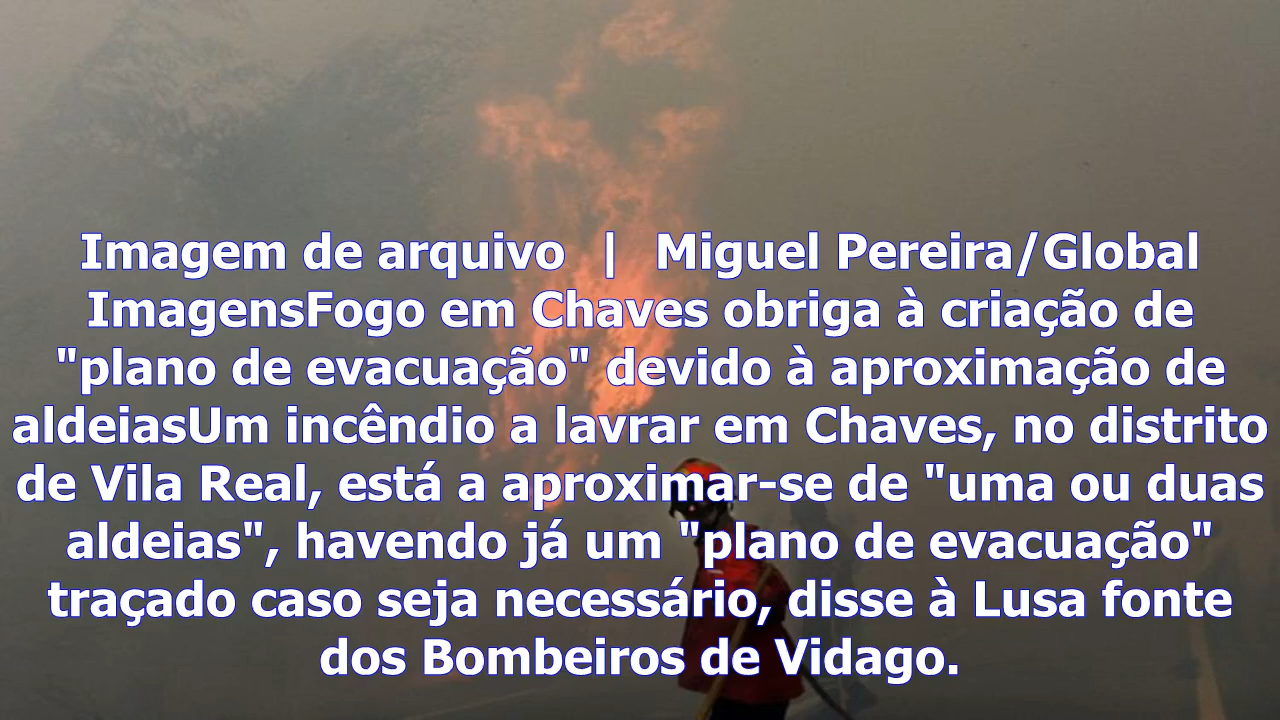 Imagem de arquivo | Miguel Pereira/Global
ImagensFogo em Chaves obriga à criação de
"plano de evacuação" devido à aproximação de
aldeiasUm incêndio a lavrar em Chaves, no distrito
de Vila Real, está a aproximar-se de "uma ou duas
aldeias", havendo já um "plano de evacuação"
traçado caso seja necessário, disse à Lusa fonte
dos Bombeiros de Vidago.